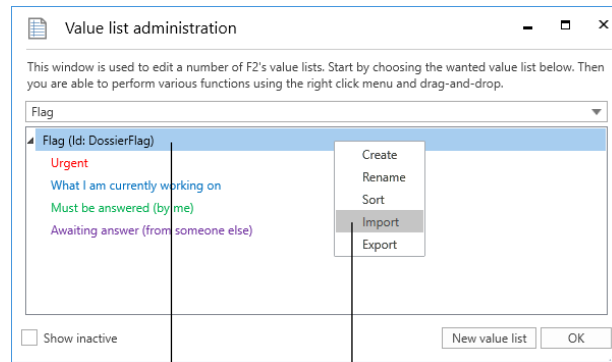 Value list administration
This window is used to edit a number of F2's value lists. Start by choosing the wanted value list below. Then
you are able to perform various functions using the right click menu and drag-and-drop.
Flag
Flag (Id: DossierFlag)
Urgent
What I am currently working on
Must be answered (by me)
Awaiting answer (from someone else)
Create
Rename
Sort
Import
Export
Show inactive
New value list
OK